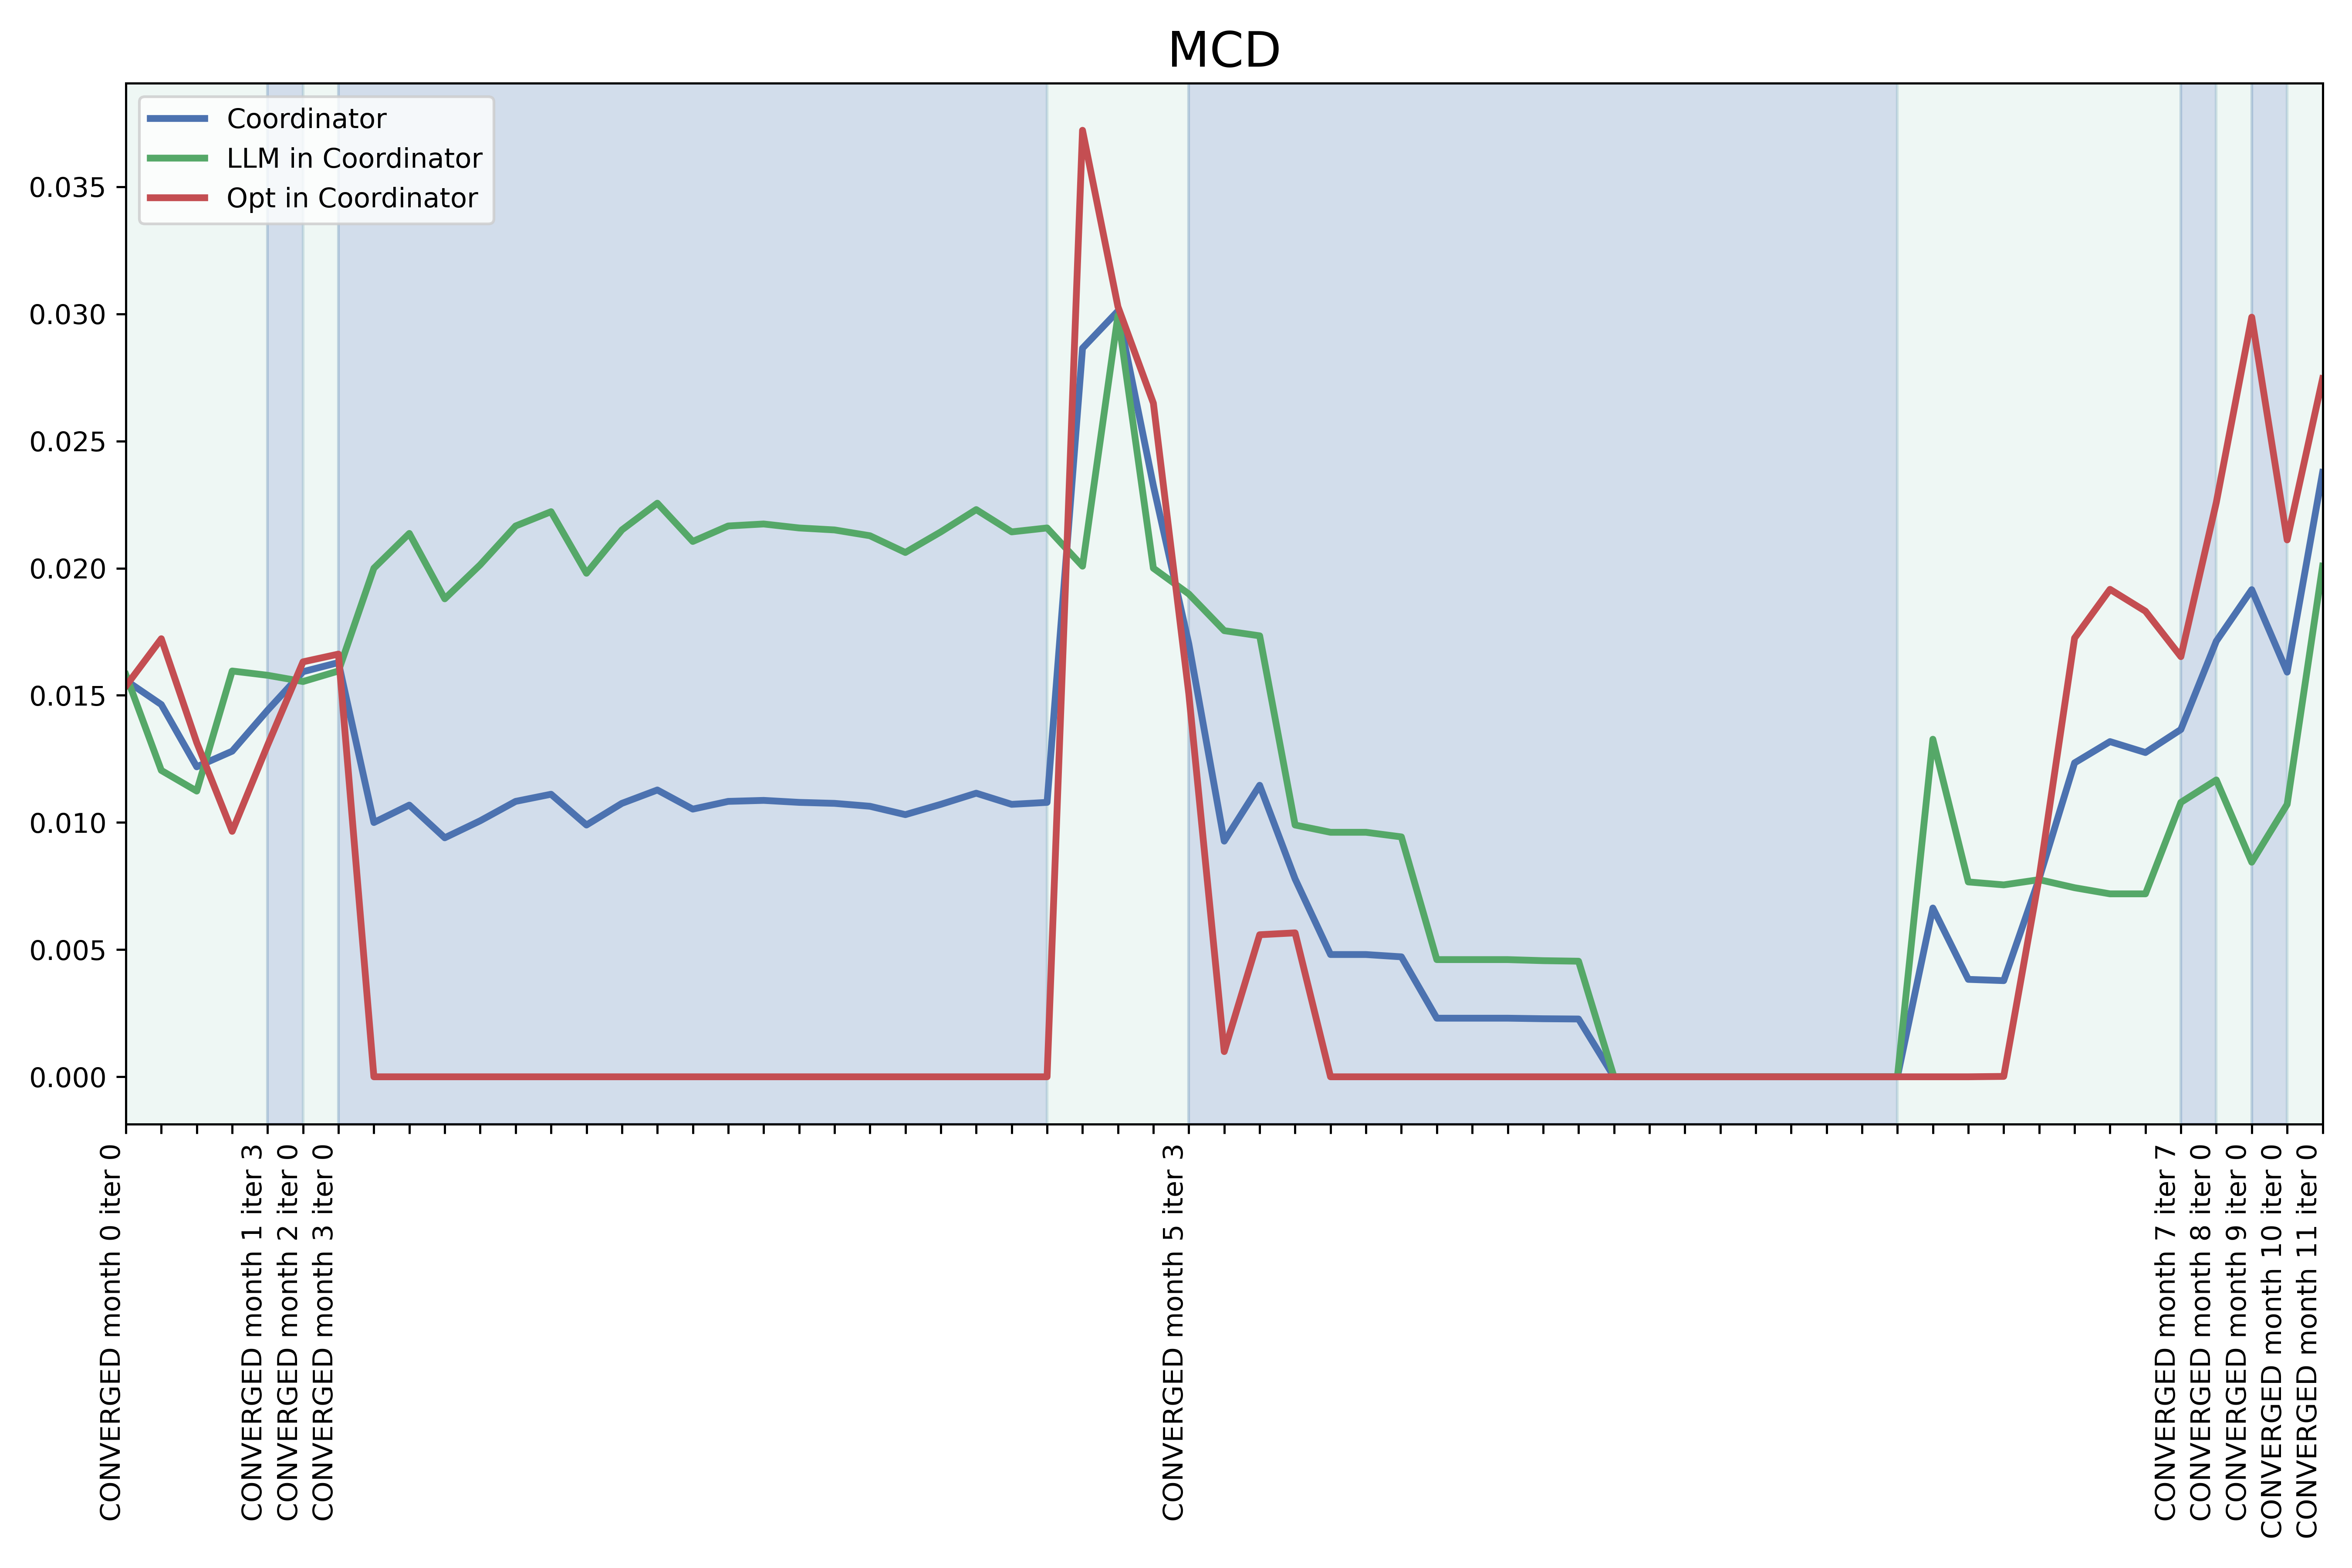 MCD
Coordinator
LLM in Coordinator
Opt in Coordinator
0.035
0.030
0.025
0.020
0.015
0.010
0.005
0.000
CONVERGED month 0 iter 0
CONVERGED month 1 iter 3
CONVERGED month 2 iter 0
CONVERGED month 3 iter 0
CONVERGED month 5 iter 3
CONVERGED month 7 iter 7
CONVERGED month 8 iter 0
CONVERGED month 9 iter 0
CONVERGED month 10 iter 0
CONVERGED month 11 iter 0